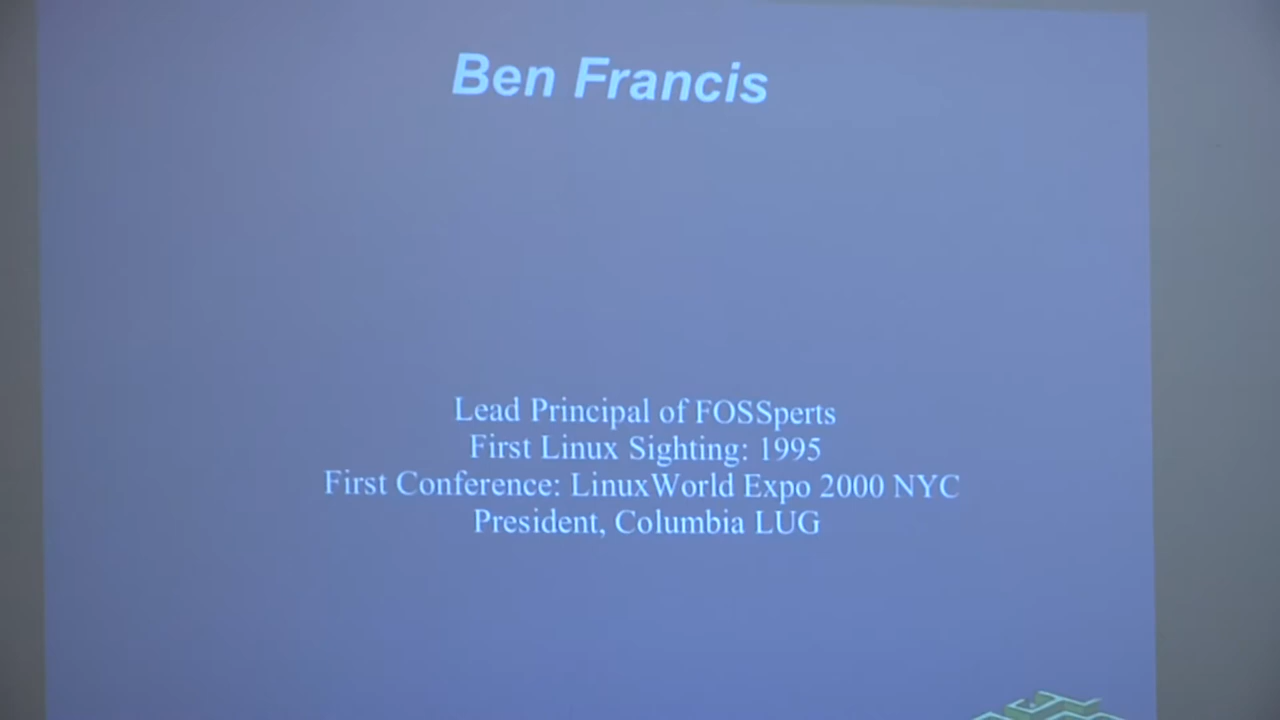 Ben Francis
Lead Principal of FOSSperts
First Linux Sighting: 1995
First Conference: LinuxWorld Expo 2000 NYC
President, Columbia LUG